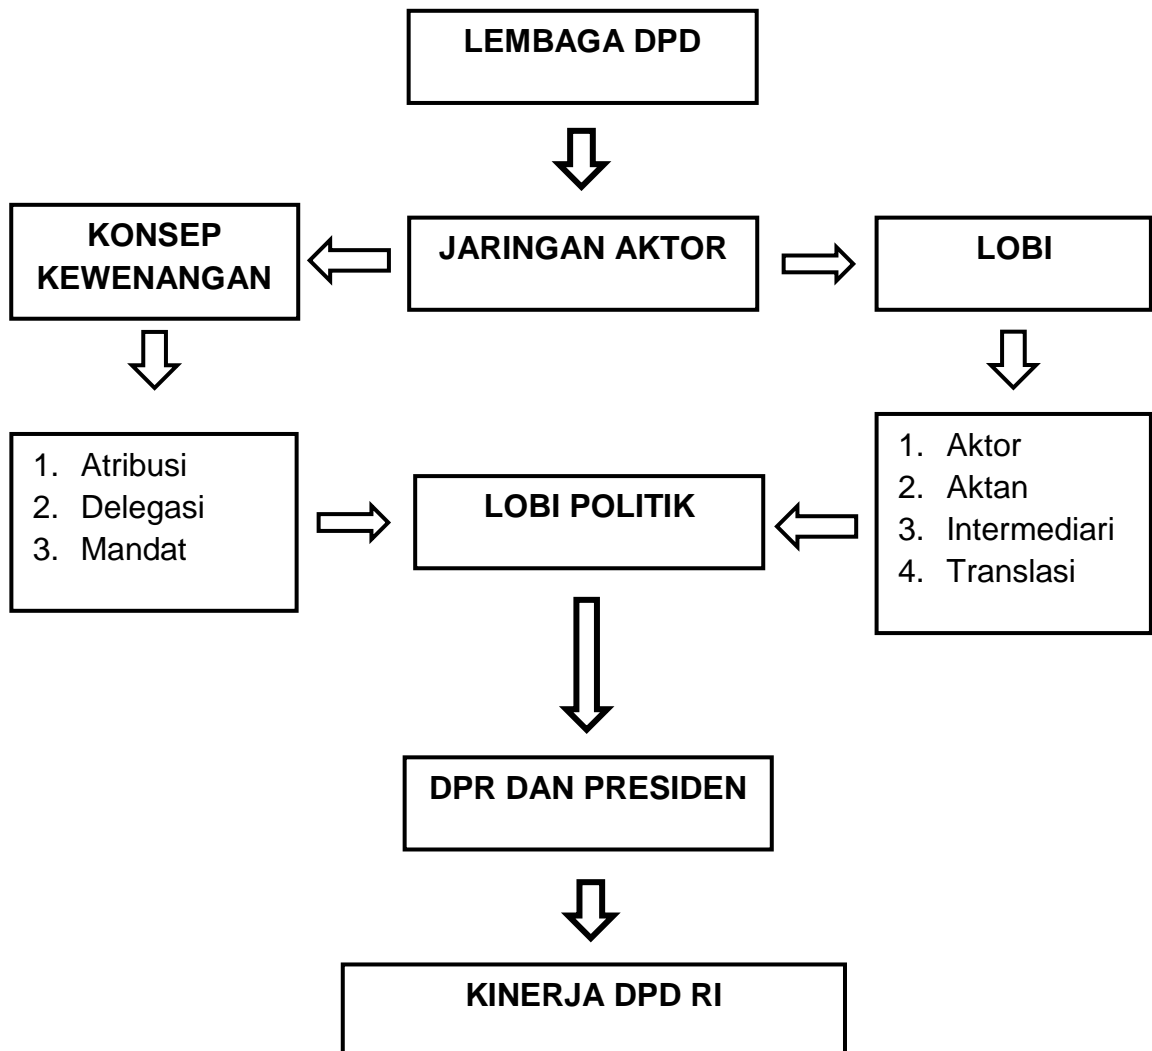 LEMBAGA DPD
KONSEP
KEWENANGAN
JARINGAN AKTOR
LOBI
1. Atribusi
2. Delegasi
3. Mandat
LOBI POLITIK
1. Aktor
2. Aktan
3. Intermediari
4. Translasi
DPR DAN PRESIDEN
KINERJA DPD RI